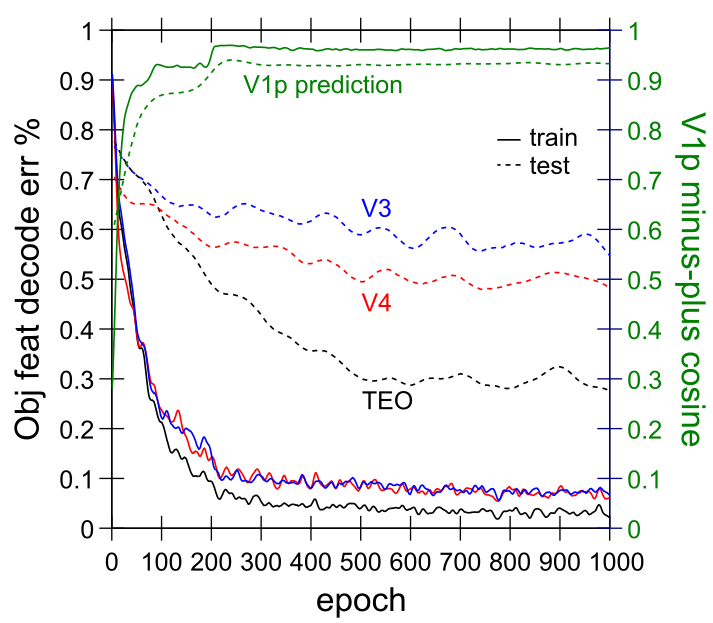 Obj feat decode err %
1
0.9
0.8
0.7
0.6
0.5
0.4
0.3
0.2
0.1
0
V1p prediction
train
test
V3
V4
TEO
1
0.9
0.8
0.7
0.6
0.5
0.4
0.3
0.2
0.1
0
V1p minus-plus cosine
0 100 200 300 400 500 600 700 800 900 1000
epoch